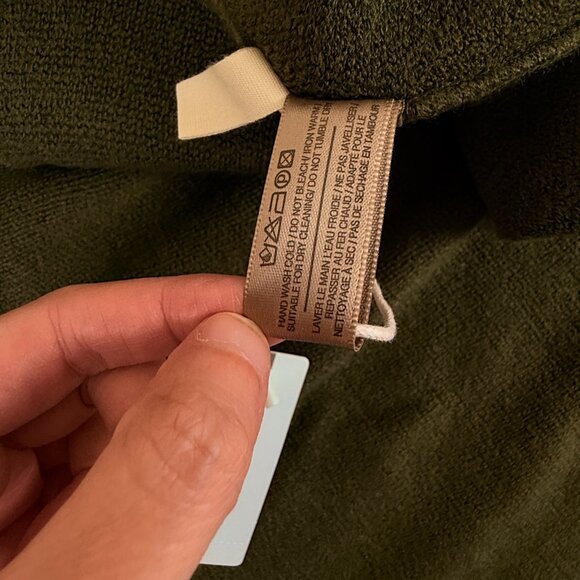 HAND WASH COLD / DO NOT BLEACH / IRON WARM /
SUITABLE FOR DRY CLEANING / DO NOT TUMBLE DRY
LAVER LE MAIN L'EAU FROIDE / NE PAS JAVELLISER /
REPASSER AU FER CHAUD / ADAPTE POUR LE
NETTOYAGE À SEC / PAS DE SECHAGE EN TAMBOUR